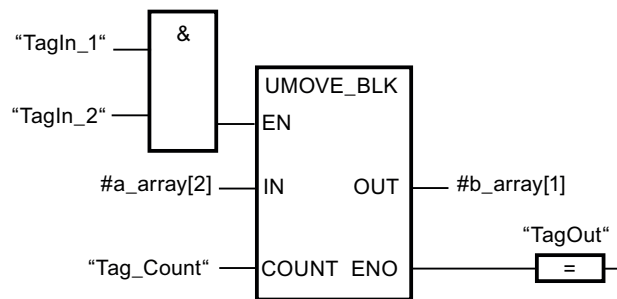 &
“TagIn_1“
“TagIn_2“
UMOVE_BLK
EN
#a_array[2] IN OUT #b_array[1]
“TagOut“
“Tag_Count“ COUNT ENO =